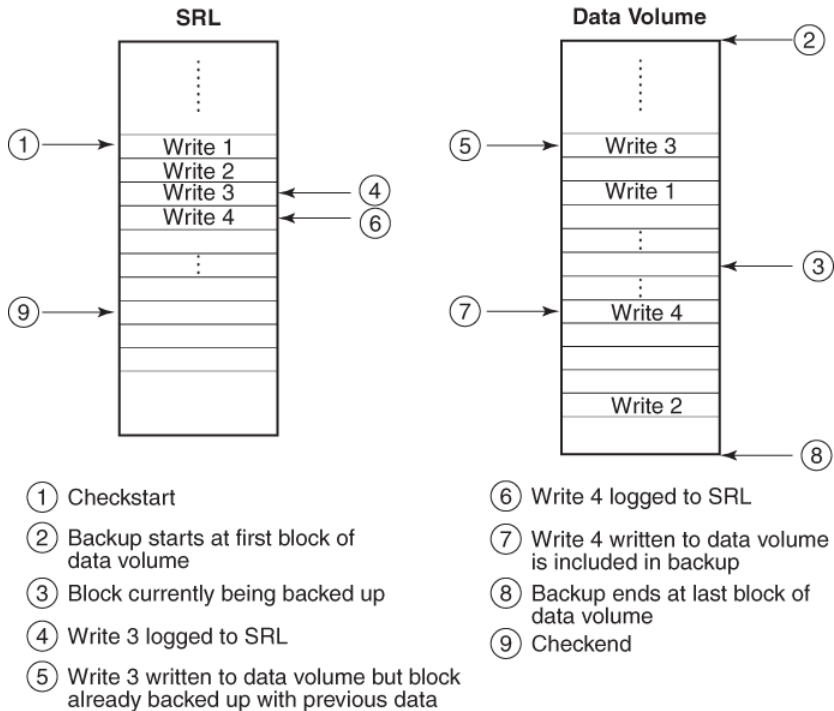 SRL
Data Volume
2
1
Write 1
Write 2
Write 3
4
Write 4
6
9
5
Write 3
Write 1
3
7
Write 4
Write 2
8
1 Checkstart
2 Backup starts at first block of
data volume
3 Block currently being backed up
4 Write 3 logged to SRL
5 Write 3 written to data volume but block
already backed up with previous data
6 Write 4 logged to SRL
7 Write 4 written to data volume
is included in backup
8 Backup ends at last block of
data volume
9 Checkend